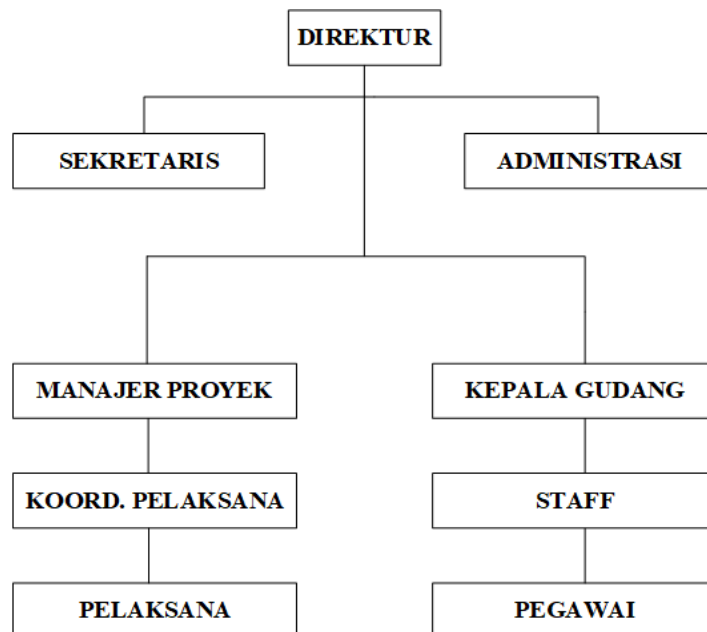 DIREKTUR
SEKRETARIS
ADMINISTRASI
MANAJER PROYEK
KEPALA GUDANG
KOORD. PELAKSANA
STAFF
PELAKSANA
PEGAWAI